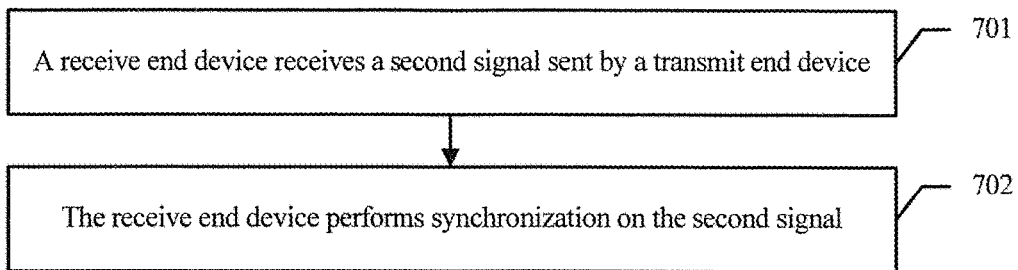 A receive end device receives a second signal sent by a transmit end device
701
The receive end device performs synchronization on the second signal
702